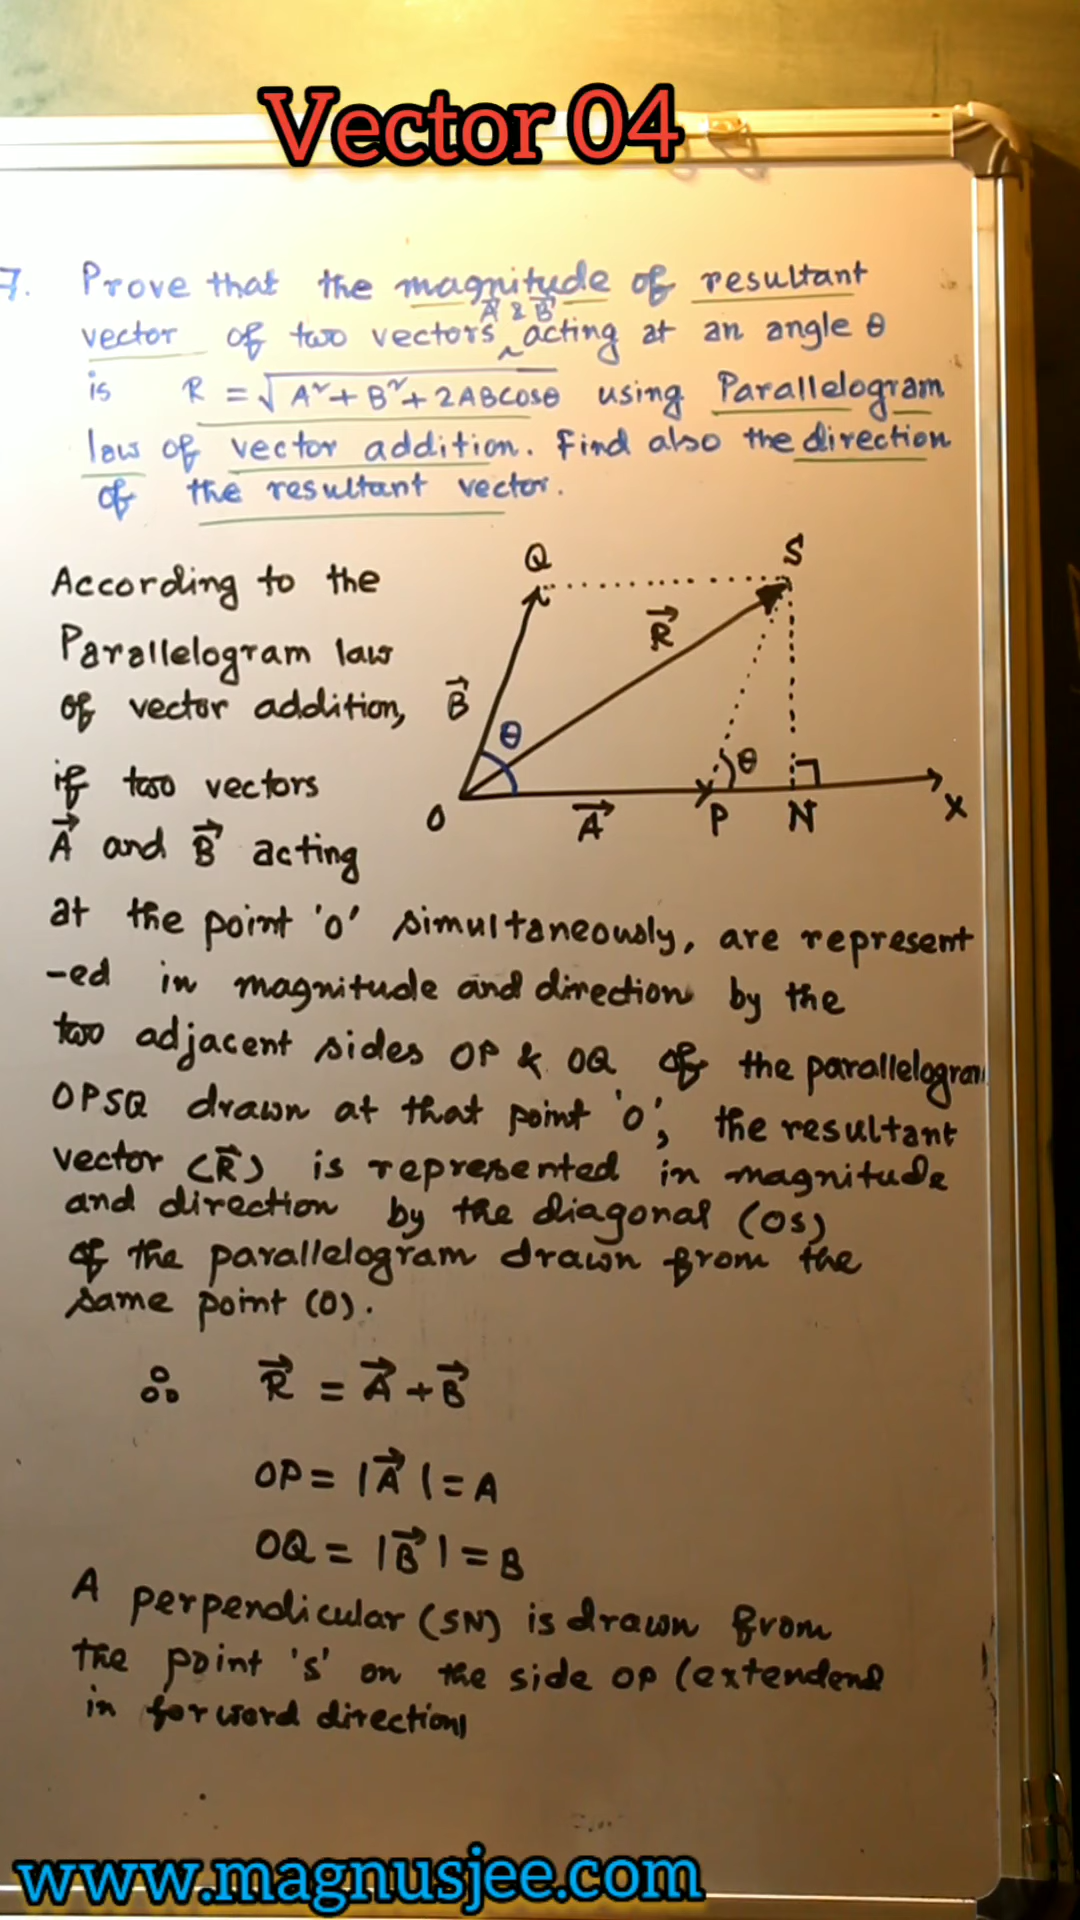 Vector 04
7. Prove that the magnitude of resultant
vector of two vectors A⃗ & B⃗ acting at an angle θ
is R = √A²+B²+2ABCosθ using Parallelogram
law of vector addition. Find also the direction
of the resultant vector.
Q
S
R⃗
B⃗
θ
θ
O
A⃗
P
N
X
According to the
Parallelogram law
of vector addition,
if two vectors
A⃗ and B⃗ acting
at the point 'O' simultaneously, are represent
-ed in magnitude and direction by the
two adjacent sides OP & OQ of the parallelogram
OPSQ drawn at that point 'O', the resultant
vector (R⃗) is represented in magnitude
and direction by the diagonal (OS)
of the parallelogram drawn from the
same point (O).
∴ R⃗ = A⃗ + B⃗
OP = |A⃗| = A
OQ = |B⃗| = B
A perpendicular (SN) is drawn from
the point 'S' on the side OP (extendend
in forword direction)
www.magnusjee.com